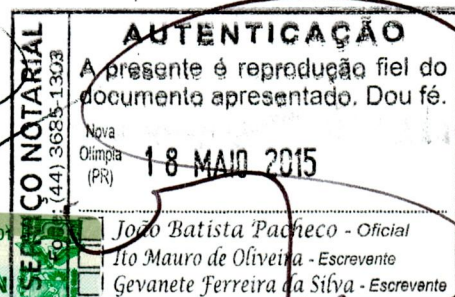 AUTENTICAÇÃO
A presente é reprodução fiel do
documento apresentado. Dou fé.
Nova
Olímpia
(PR)
18 MAIO 2015
João Batista Pacheco - Oficial
Ito Mauro de Oliveira - Escrevente
Gevanete Ferreira da Silva - Escrevente
ÇO NOTARIAL
(44) 3685-1303